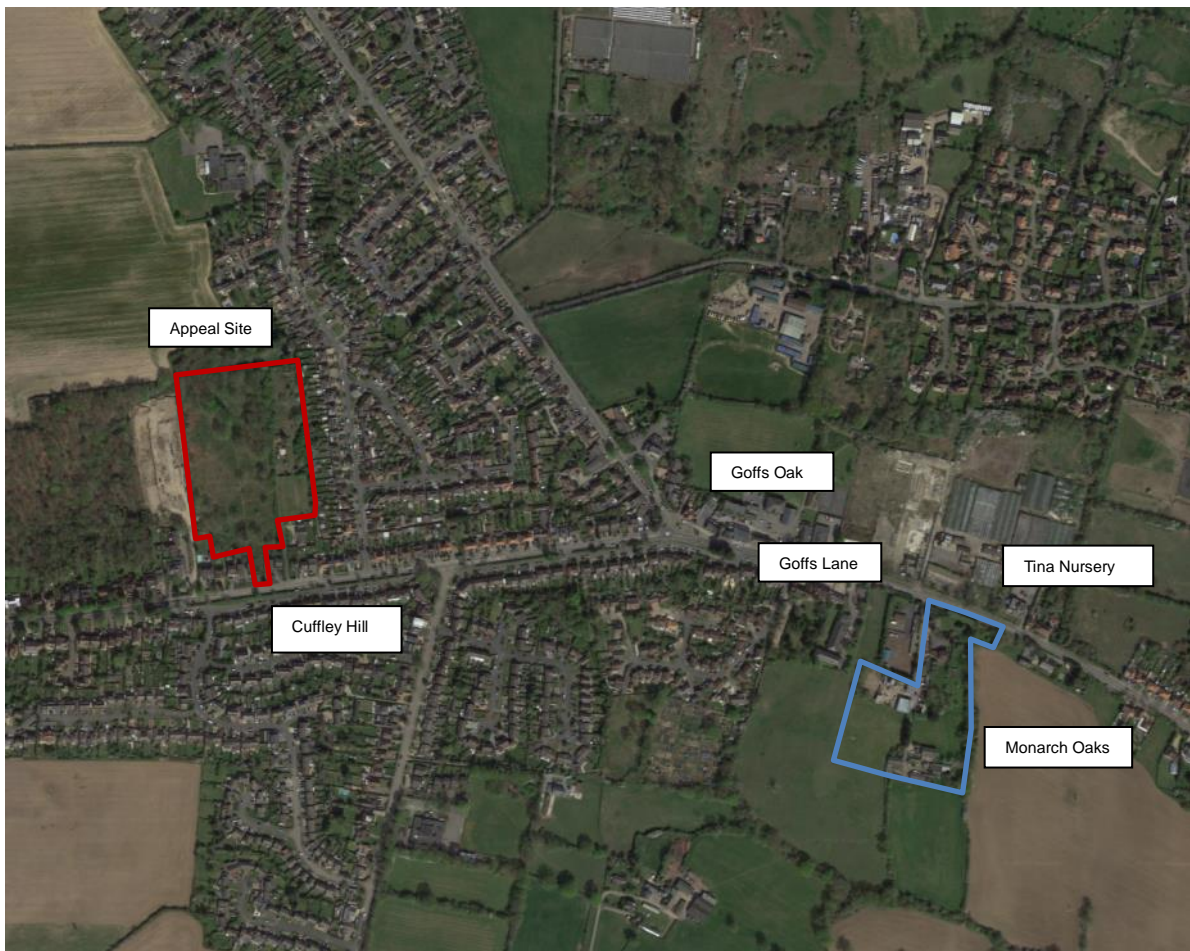 Appeal Site
Goffs Oak
Goffs Lane
Tina Nursery
Cuffley Hill
Monarch Oaks